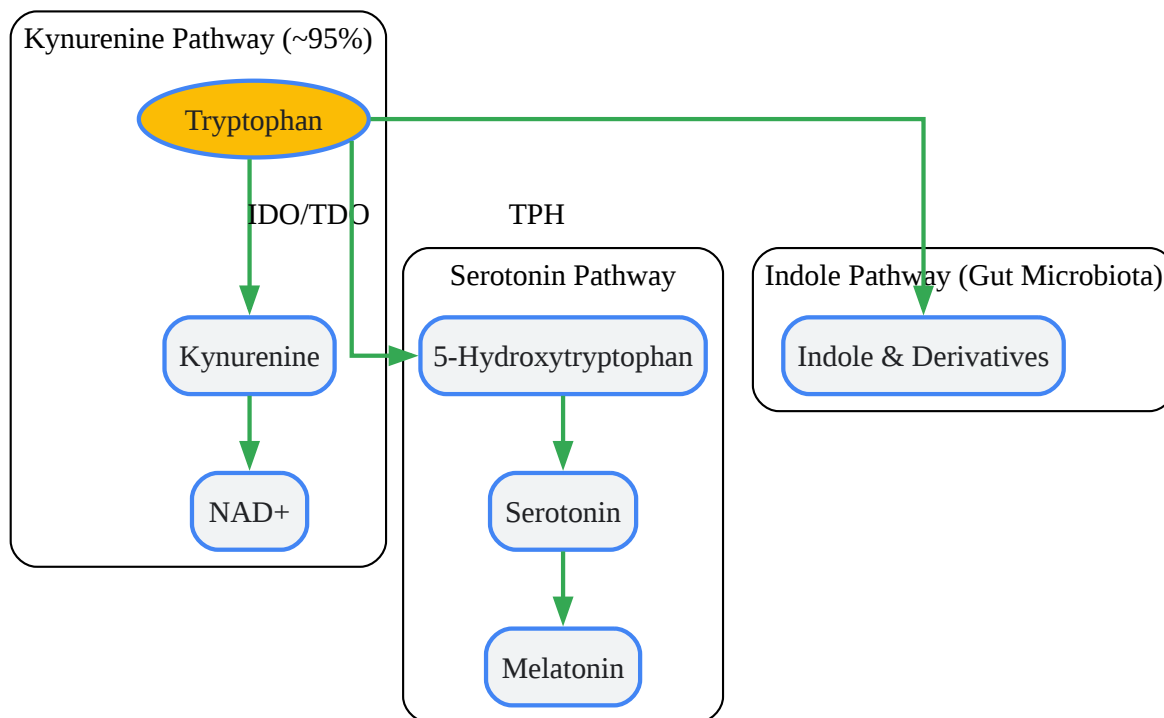 Kynurenine Pathway (~95%)
Tryptophan
IDO/TDO
TPH
Serotonin Pathway
Indole Pathway (Gut Microbiota)
Kynurenine
5-Hydroxytryptophan
Indole & Derivatives
NAD+
Serotonin
Melatonin